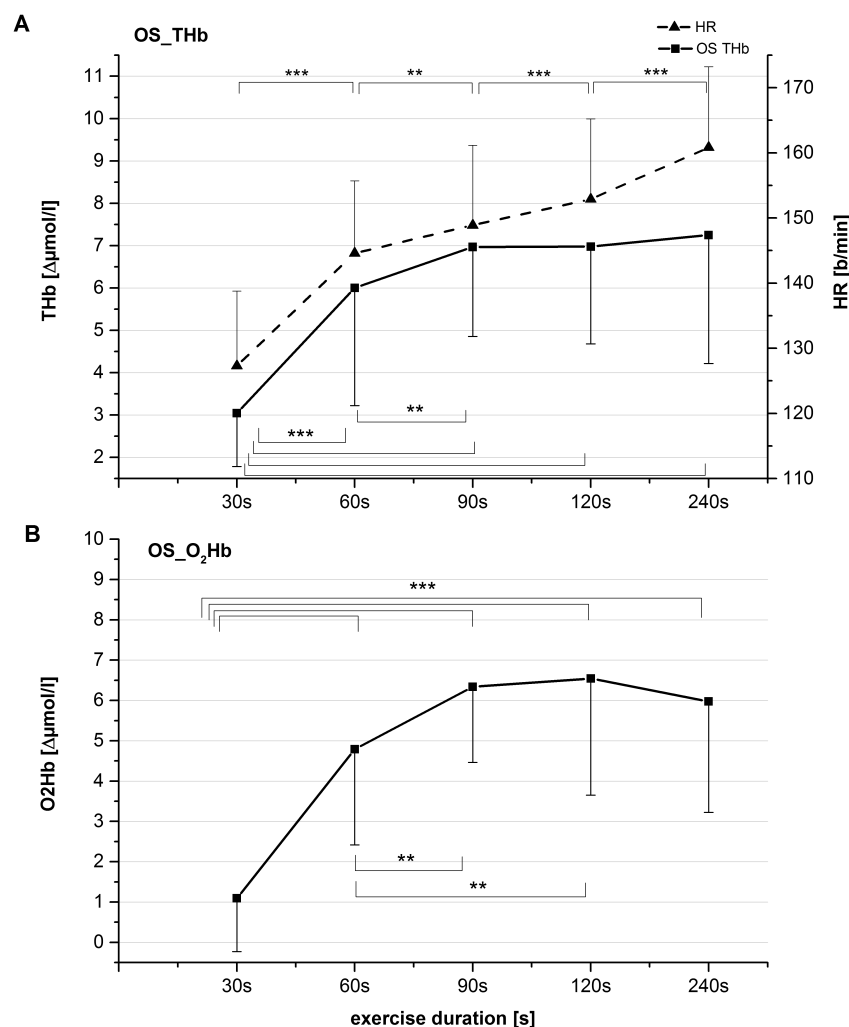 A
OS_THb
HR
OS THb
*** ** *** ***
11
10
9
8
7
6
5
4
3
2
THb [Δµmol/l]
170
160
150
140
130
120
110
HR [b/min]
**
***
30s 60s 90s 120s 240s
B
OS_O₂Hb
10
9
8
7
6
5
4
3
2
1
0
O2Hb [Δµmol/l]
***
**
**
30s 60s 90s 120s 240s
exercise duration [s]